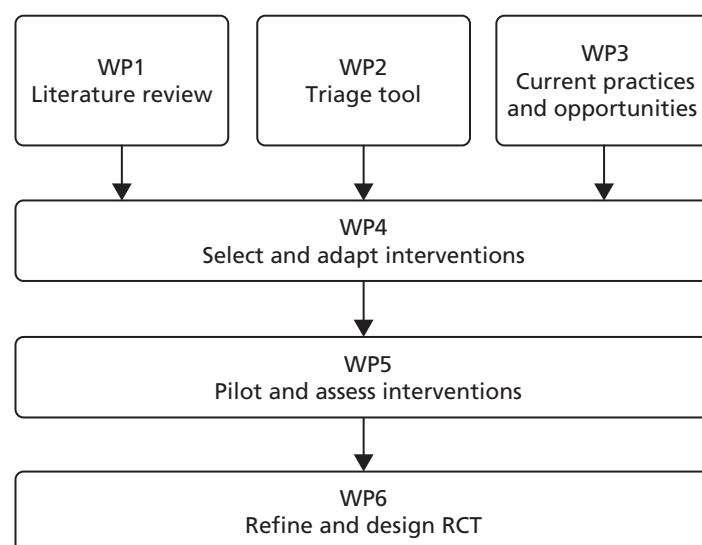 WP1
Literature review
WP2
Triage tool
WP3
Current practices
and opportunities
WP4
Select and adapt interventions
WP5
Pilot and assess interventions
WP6
Refine and design RCT